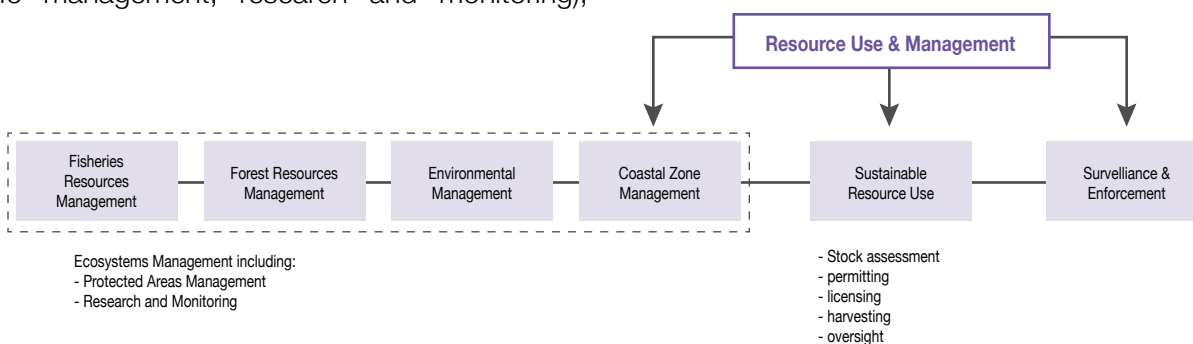 management, research and monitoring),
Resource Use & Management
Fisheries
Resources
Management
Forest Resources
Management
Environmental
Management
Coastal Zone
Management
Sustainable
Resource Use
Survelliance &
Enforcement
Ecosystems Management including:
- Protected Areas Management
- Research and Monitoring
- Stock assessment
- permitting
- licensing
- harvesting
- oversight